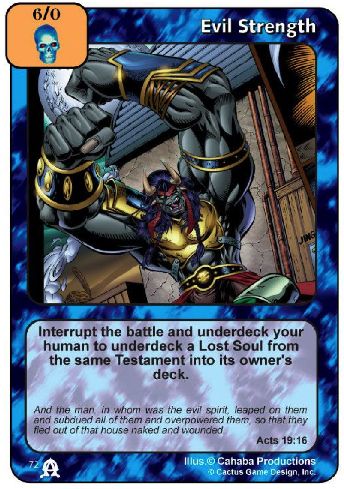 6/0
Evil Strength
Interrupt the battle and underdeck your
human to underdeck a Lost Soul from
the same Testament into its owner's
deck.
And the man, in whom was the evil spirit, leaped on them
and subdued all of them and overpowered them, so that they
fled out of that house naked and wounded.
Acts 19:16
72
Illus.© Cahaba Productions
© Cactus Game Design, Inc.